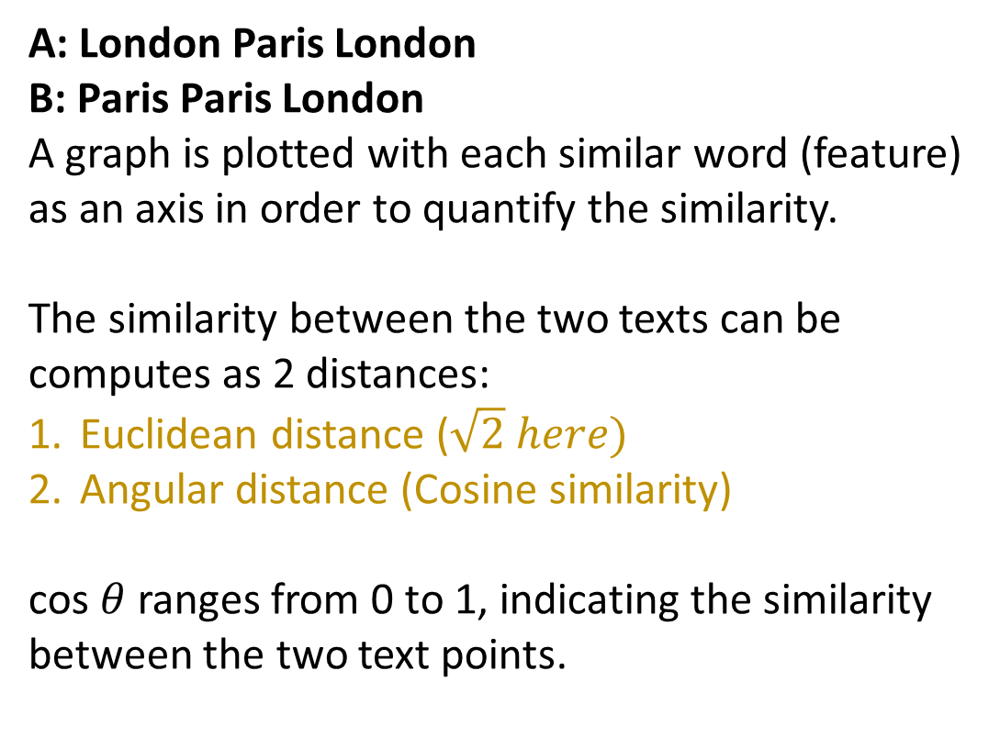 A: London Paris London
B: Paris Paris London
A graph is plotted with each similar word (feature)
as an axis in order to quantify the similarity.
The similarity between the two texts can be
computes as 2 distances:
1. Euclidean distance (√2 here)
2. Angular distance (Cosine similarity)
cos θ ranges from 0 to 1, indicating the similarity
between the two text points.